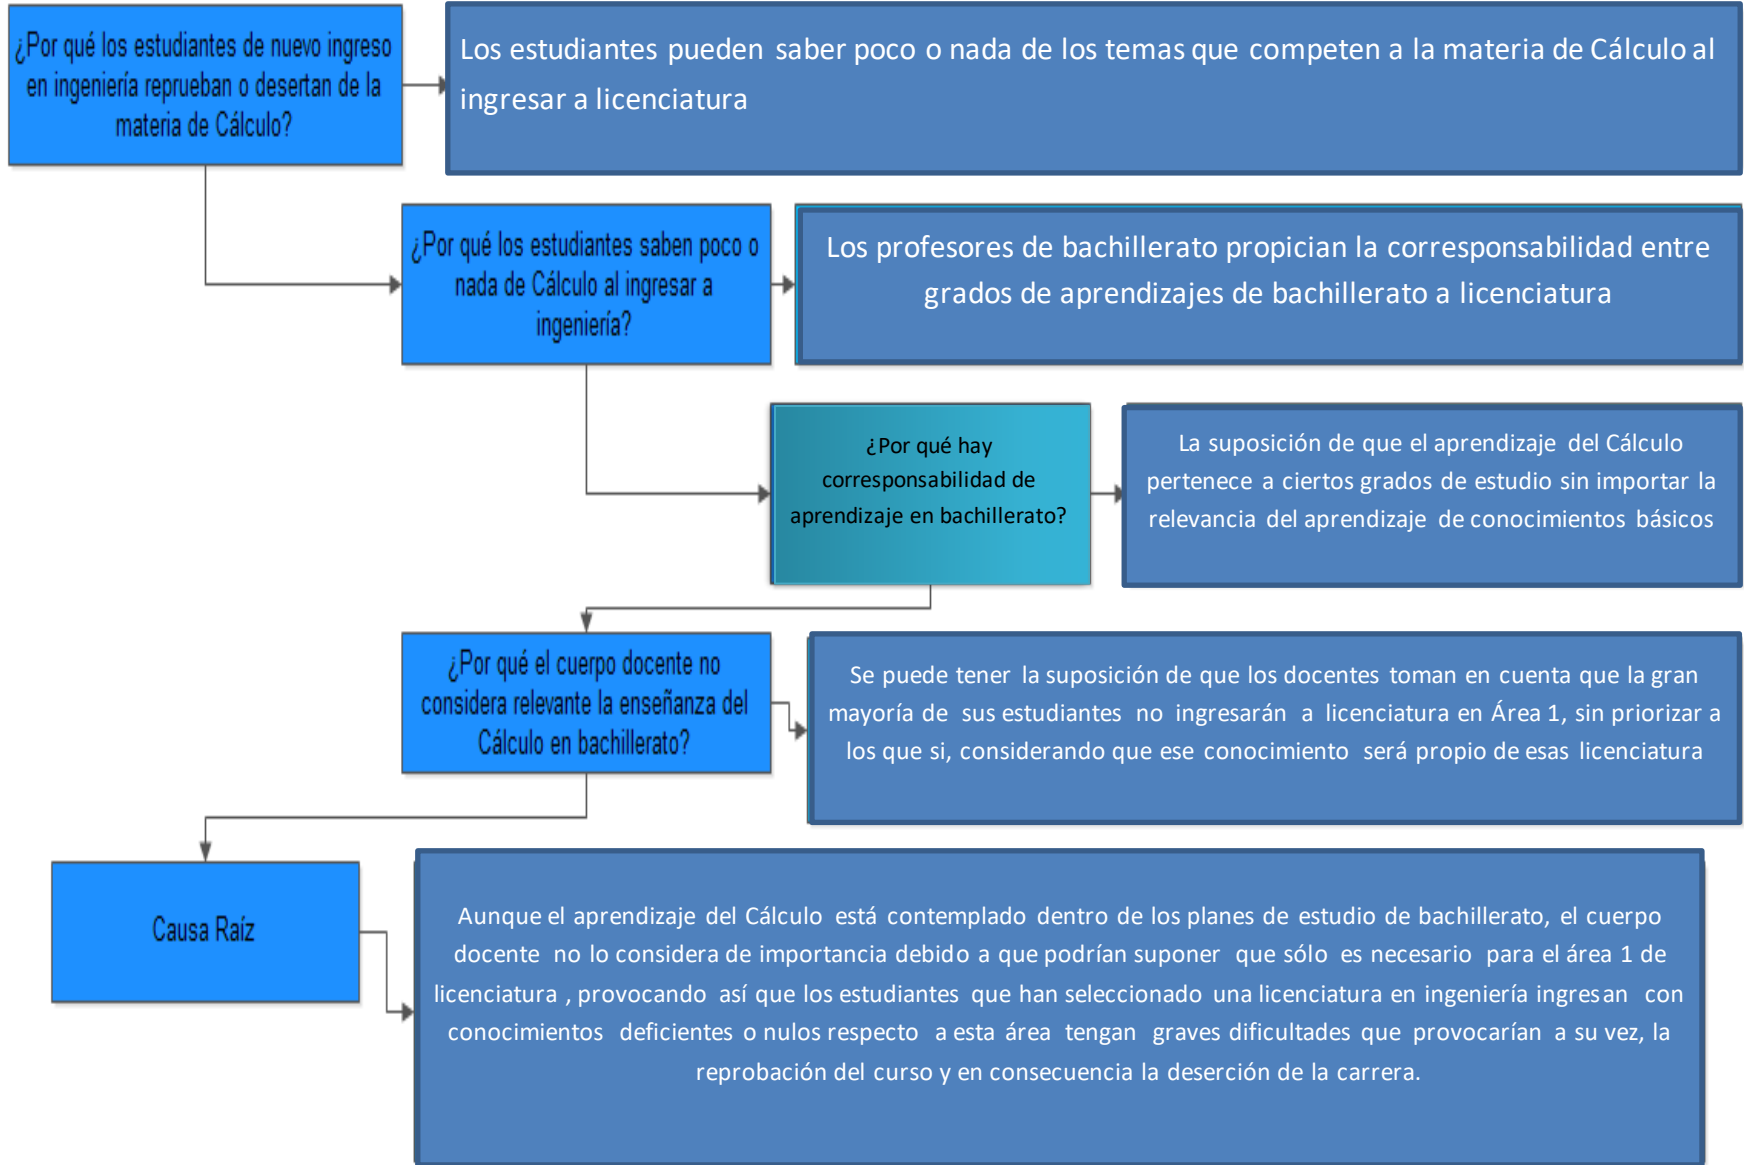 ¿Por qué los estudiantes de nuevo ingreso
en ingeniería reprueban o desertan de la
materia de Cálculo?
Los estudiantes pueden saber poco o nada de los temas que competen a la materia de Cálculo al
ingresar a licenciatura
¿Por qué los estudiantes saben poco o
nada de Cálculo al ingresar a
ingeniería?
Los profesores de bachillerato propician la corresponsabilidad entre
grados de aprendizajes de bachillerato a licenciatura
¿Por qué hay
corresponsabilidad de
aprendizaje en bachillerato?
La suposición de que el aprendizaje del Cálculo
pertenece a ciertos grados de estudio sin importar la
relevancia del aprendizaje de conocimientos básicos
¿Por qué el cuerpo docente no
considera relevante la enseñanza del
Cálculo en bachillerato?
Se puede tener la suposición de que los docentes toman en cuenta que la gran
mayoría de sus estudiantes no ingresarán a licenciatura en Área 1, sin priorizar a
los que si, considerando que ese conocimiento será propio de esas licenciatura
Causa Raíz
Aunque el aprendizaje del Cálculo está contemplado dentro de los planes de estudio de bachillerato, el cuerpo
docente no lo considera de importancia debido a que podrían suponer que sólo es necesario para el área 1 de
licenciatura , provocando así que los estudiantes que han seleccionado una licenciatura en ingeniería ingresan con
conocimientos deficientes o nulos respecto a esta área tengan graves dificultades que provocarían a su vez, la
reprobación del curso y en consecuencia la deserción de la carrera.